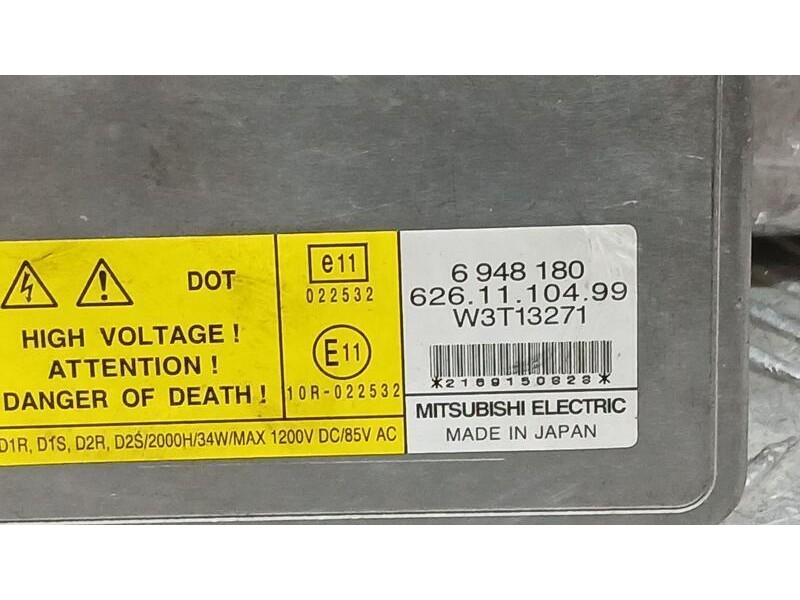 DOT
HIGH VOLTAGE !
ATTENTION !
DANGER OF DEATH !
e11
022532
E11
10R-022532
D1R, D1S, D2R, D2S/2000H/34W/MAX 1200V DC/85V AC
6 948 180
626.11.104.99
W3T13271
*2169150828*
MITSUBISHI ELECTRIC
MADE IN JAPAN